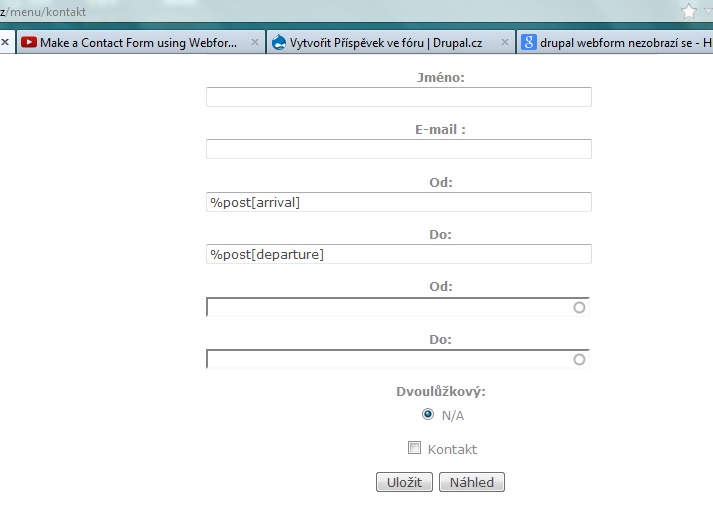 z/menu/kontakt
Make a Contact Form using Webfor... Vytvořit Příspěvek ve fóru | Drupal.cz drupal webform nezobrazí se - H
Jméno:
E-mail :
Od:
%post[arrival]
Do:
%post[departure]
Od:
Do:
Dvoulůžkový:
N/A
Kontakt
Uložit Náhled